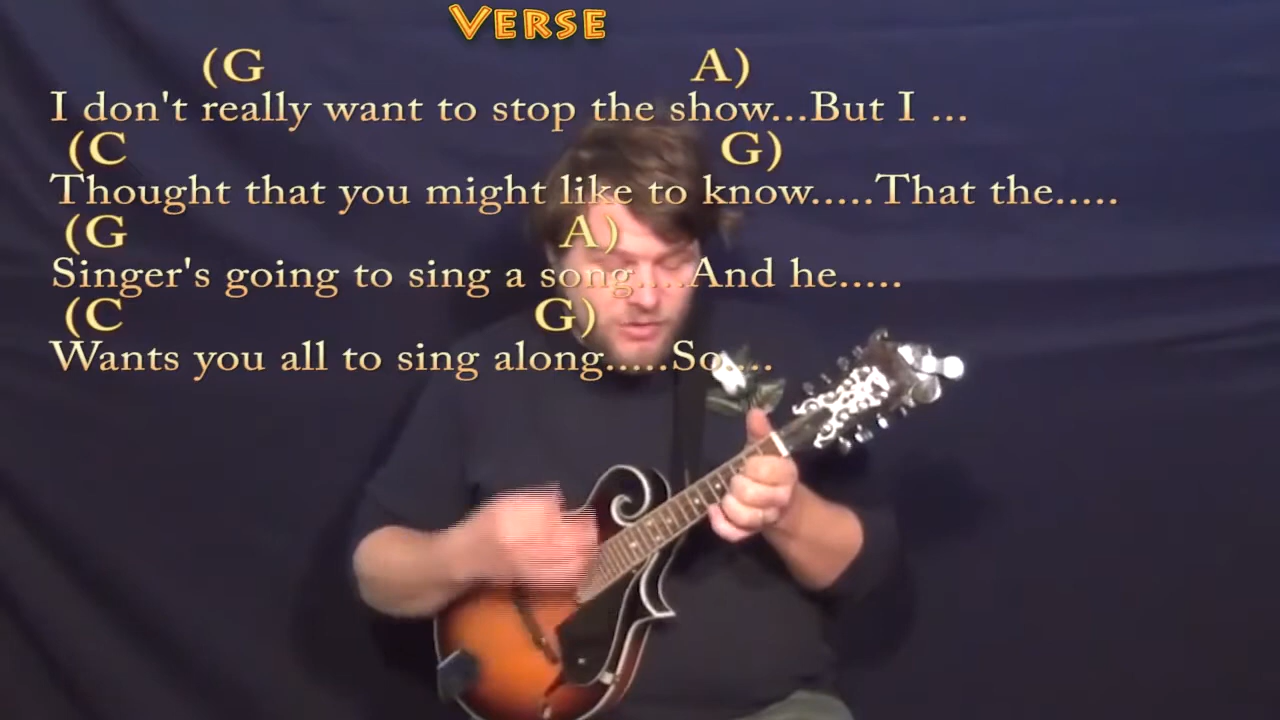 VERSE
(G A)
I don't really want to stop the show...But I ...
(C G)
Thought that you might like to know.....That the.....
(G A)
Singer's going to sing a song....And he.....
(C G)
Wants you all to sing along.....So....